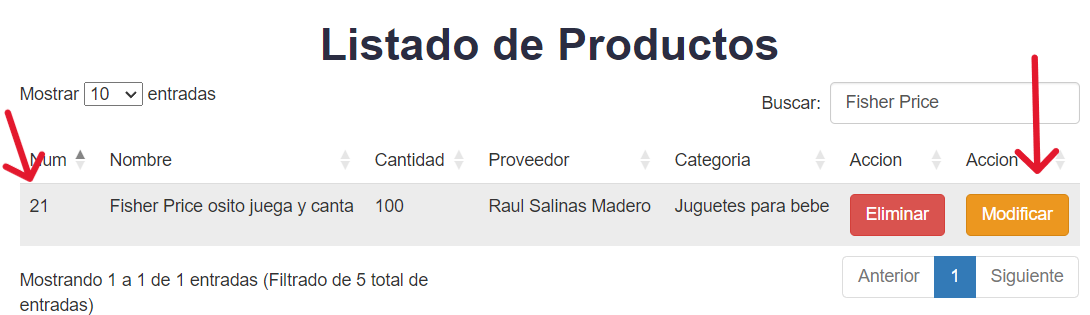 Listado de Productos
Mostrar 10 entradas
Buscar: Fisher Price
Num Nombre Cantidad Proveedor Categoria Accion Accion
21 Fisher Price osito juega y canta 100 Raul Salinas Madero Juguetes para bebe Eliminar Modificar
Mostrando 1 a 1 de 1 entradas (Filtrado de 5 total de
entradas)
Anterior 1 Siguiente